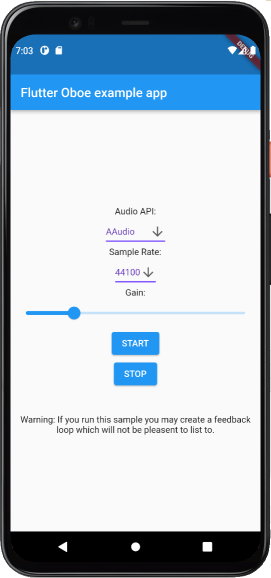 7:03
DEBUG
Flutter Oboe example app
Audio API:
AAudio
Sample Rate:
44100
Gain:
START
STOP
Warning: If you run this sample you may create a feedback
loop which will not be pleasent to list to.